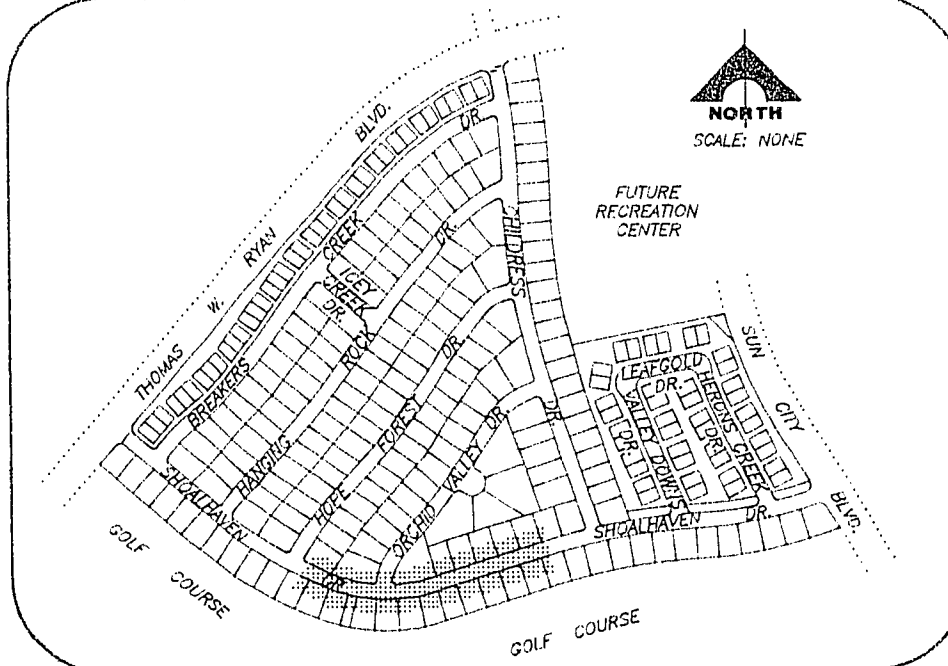 NORTH
SCALE: NONE
FUTURE
RECREATION
CENTER
THOMAS W. RYAN BLVD.
BREAKERS CREEK DR.
ICEY
CREEK
DR.
HANGING ROCK DR.
HOPE FOREST DR.
ORCHID VALLEY DR.
CHILDRESS DR.
SHOALHAVEN DR.
SHOALHAVEN DR.
LEAFGOLD
DR.
VALLEY DOWNS DR.
HERONS CREEK DR.
SUN CITY BLVD.
GOLF COURSE
GOLF COURSE